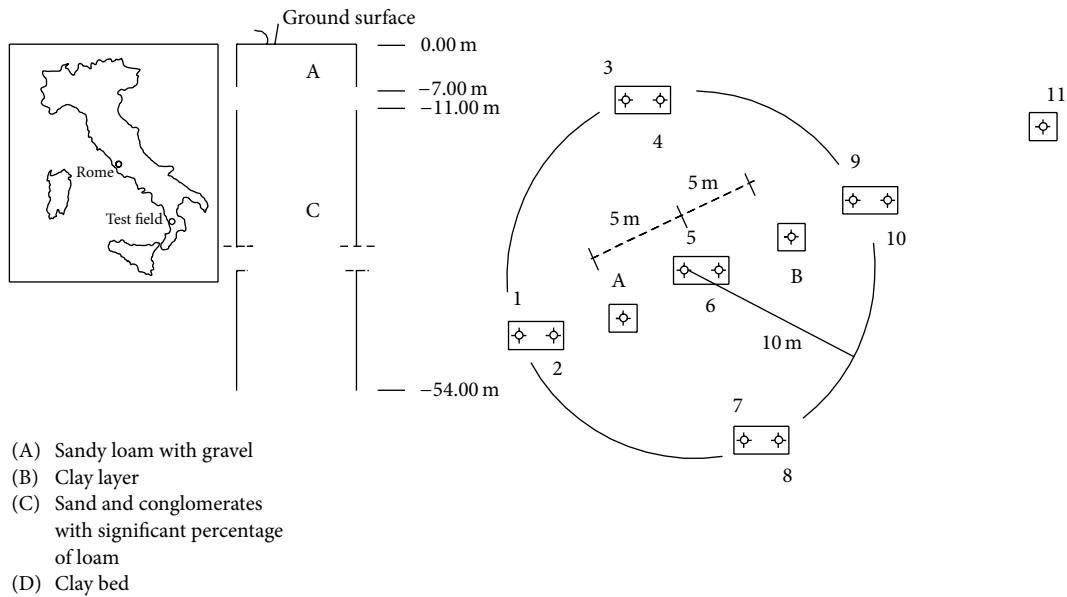 Ground surface
0.00 m
A
−7.00 m
−11.00 m
Rome
Test field
C
−54.00 m
(A) Sandy loam with gravel
(B) Clay layer
(C) Sand and conglomerates
with significant percentage
of loam
(D) Clay bed
3
4
11
9
10
5 m
5 m
5
6
A
B
1
2
10 m
7
8